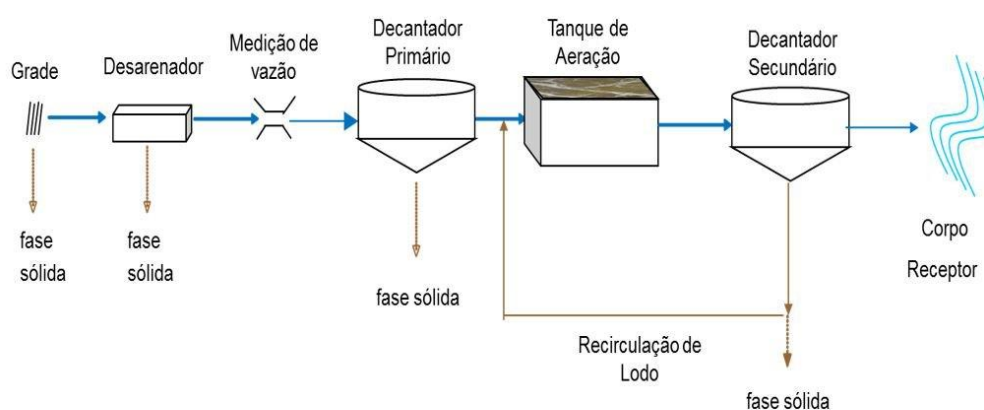 Grade
Desarenador
Medição de
vazão
Decantador
Primário
Tanque de
Aeração
Decantador
Secundário
fase
sólida
fase
sólida
fase sólida
Recirculação de
Lodo
fase sólida
Corpo
Receptor